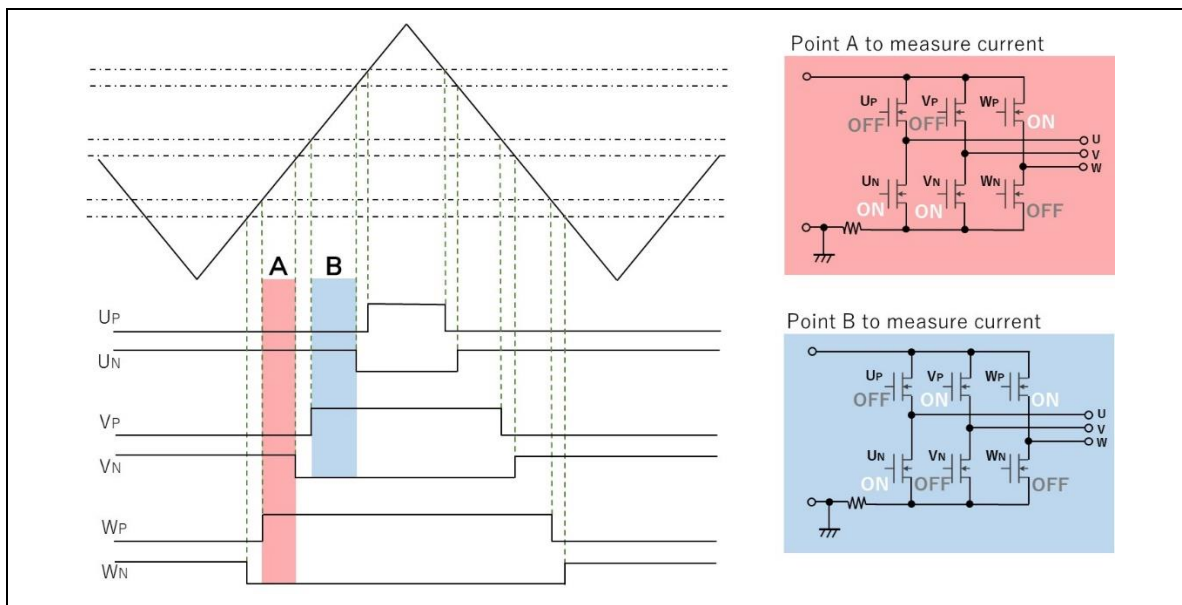 A
B
UP
UN
VP
VN
WP
WN
Point A to measure current
UP
VP
WP
OFF
OFF
ON
U
V
W
UN
VN
WN
ON
ON
OFF
Point B to measure current
UP
VP
WP
OFF
ON
ON
U
V
W
UN
VN
WN
ON
OFF
OFF